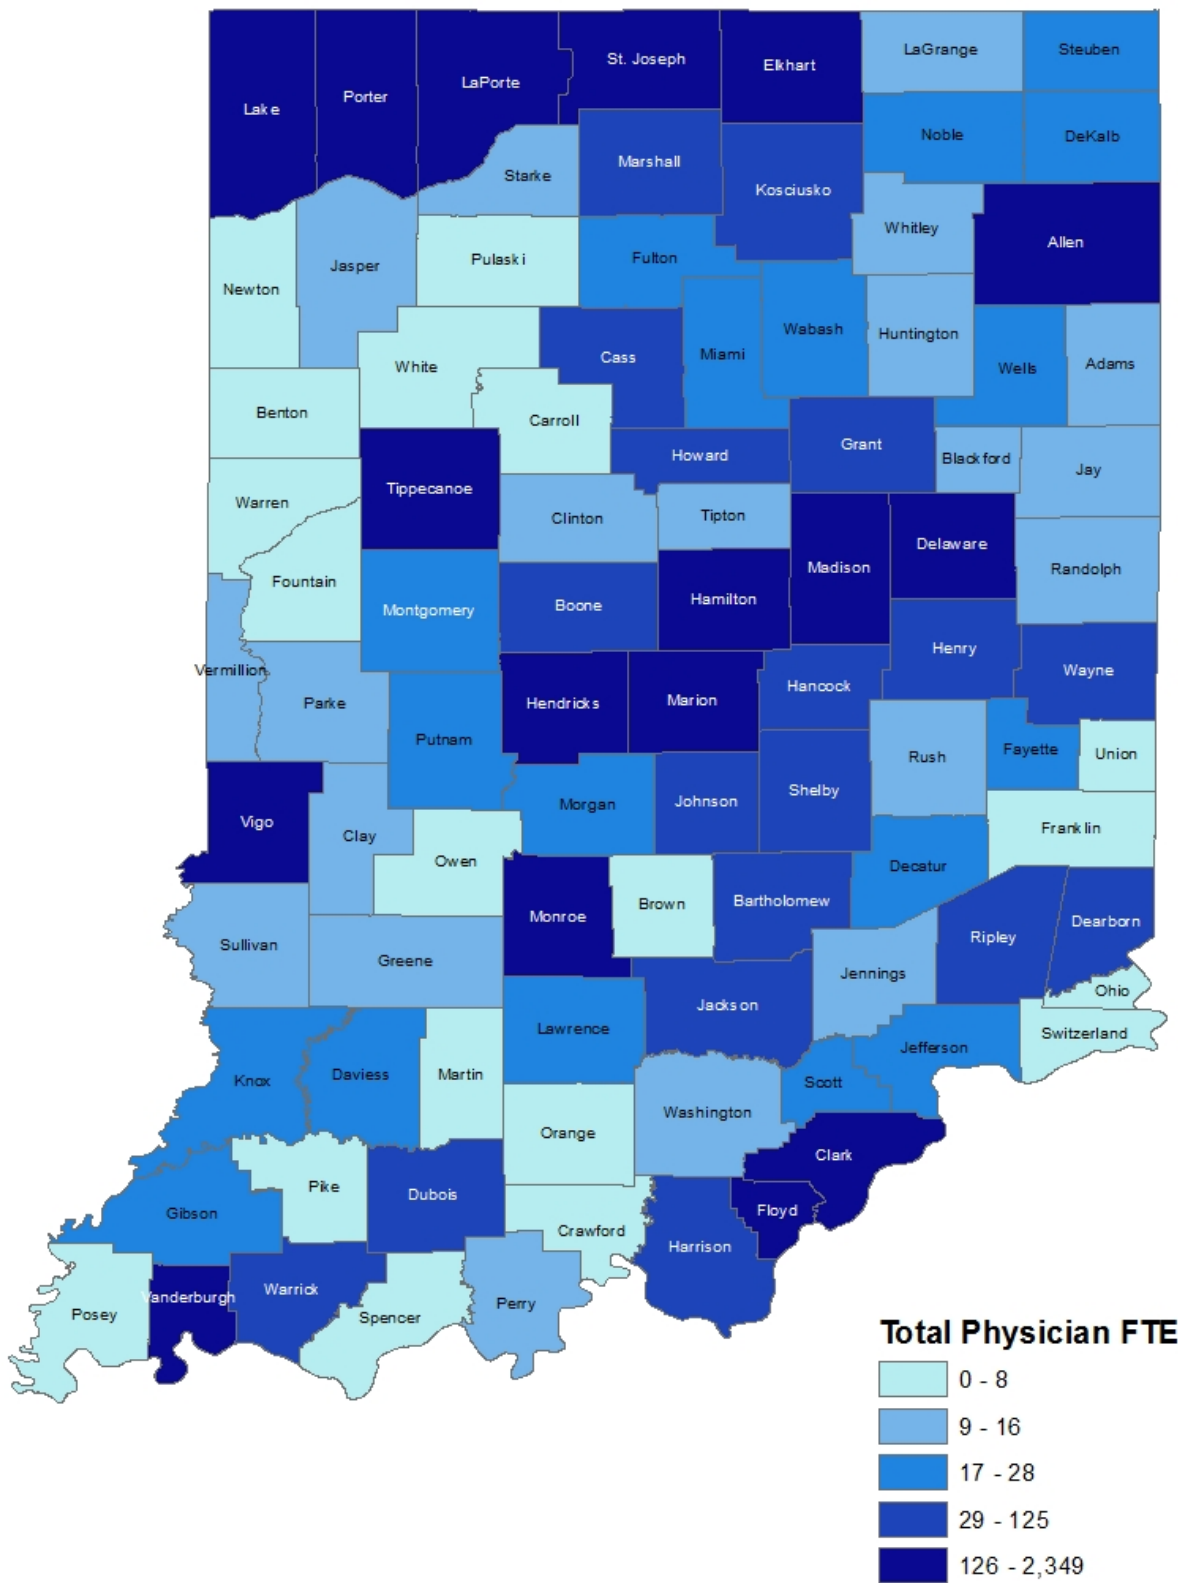 St. Joseph
LaGrange
Steuben
Elkhart
LaPorte
Porter
Lake
Noble
DeKalb
Marshall
Starke
Kosciusko
Whitley
Allen
Pulaski
Fulton
Jasper
Newton
Wabash
Huntington
Miami
Cass
White
Wells
Adams
Benton
Carroll
Grant
Howard
Blackford
Jay
Tippecanoe
Warren
Clinton
Tipton
Delaware
Madison
Randolph
Fountain
Hamilton
Boone
Montgomery
Henry
Vermillion
Wayne
Hancock
Marion
Hendricks
Parke
Putnam
Fayette
Union
Rush
Shelby
Johnson
Morgan
Vigo
Franklin
Clay
Owen
Decatur
Bartholomew
Brown
Monroe
Dearborn
Ripley
Sullivan
Greene
Jennings
Ohio
Jackson
Lawrence
Switzerland
Jefferson
Martin
Daviess
Knox
Scott
Washington
Orange
Clark
Pike
Dubois
Floyd
Gibson
Crawford
Harrison
Warrick
Vanderburgh
Perry
Posey
Spencer
Total Physician FTE
0 - 8
9 - 16
17 - 28
29 - 125
126 - 2,349